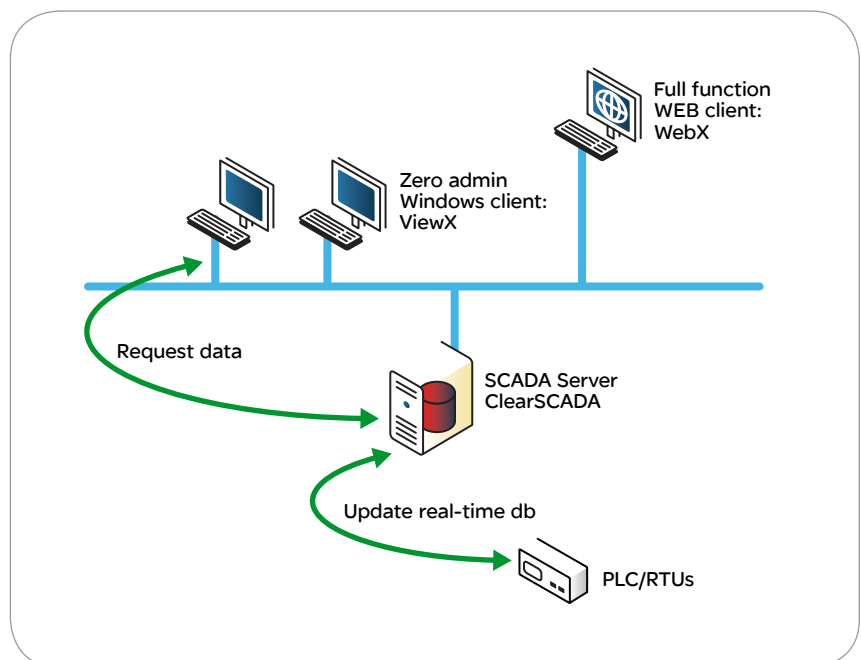 Full function
WEB client:
WebX
Zero admin
Windows client:
ViewX
Request data
SCADA Server
ClearSCADA
Update real-time db
PLC/RTUs